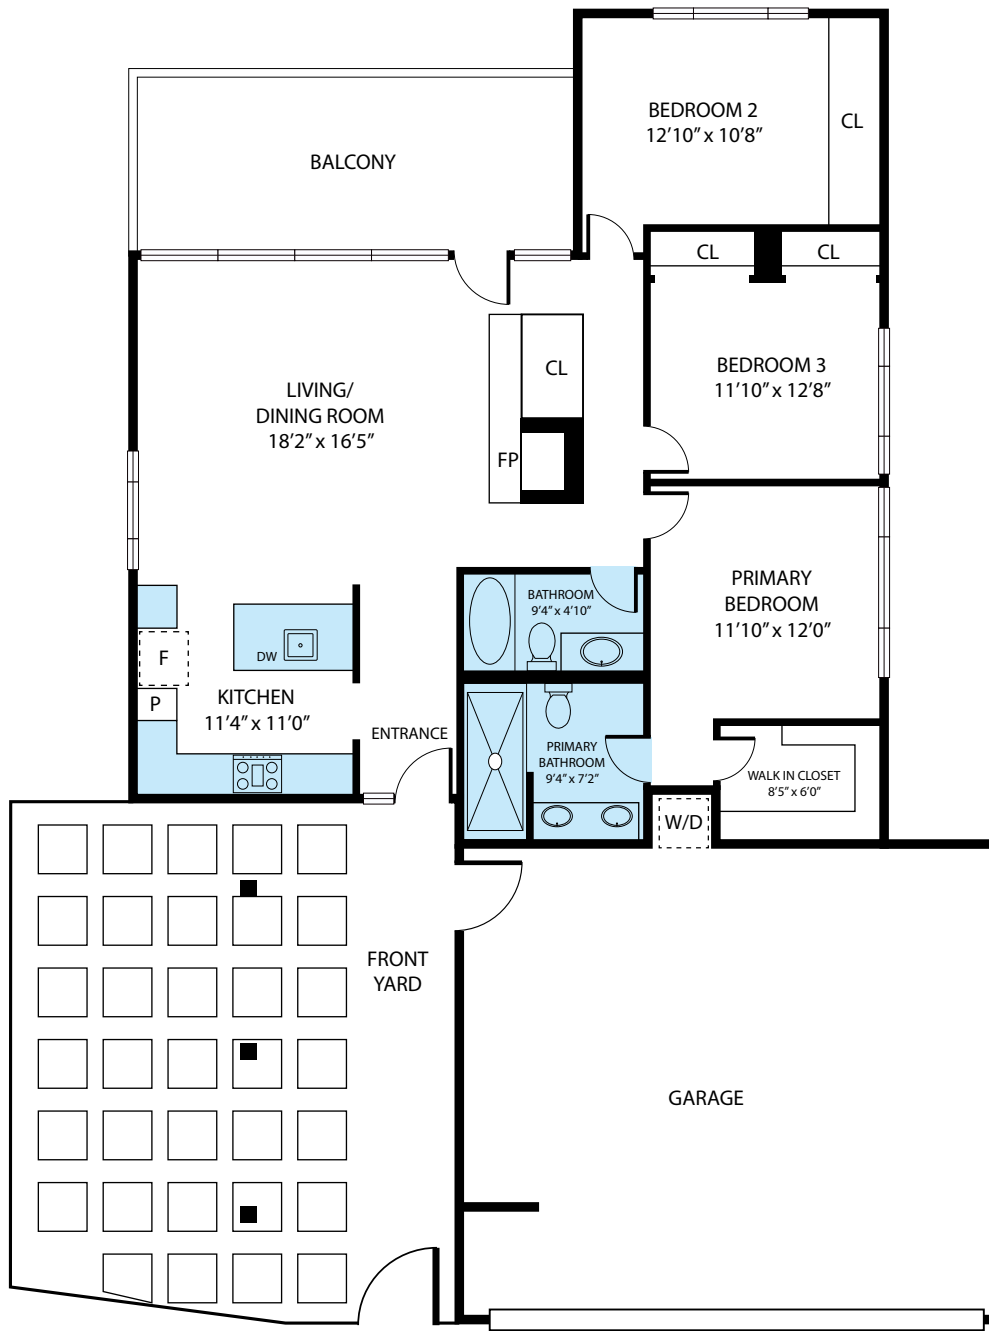 BEDROOM 2
12'10" x 10'8"
CL
BALCONY
CL
CL
BEDROOM 3
11'10" x 12'8"
CL
LIVING/
DINING ROOM
18'2" x 16'5"
FP
PRIMARY
BEDROOM
11'10" x 12'0"
BATHROOM
9'4" x 4'10"
DW
F
P
KITCHEN
11'4" x 11'0"
ENTRANCE
PRIMARY
BATHROOM
9'4" x 7'2"
WALK IN CLOSET
8'5" x 6'0"
W/D
FRONT
YARD
GARAGE